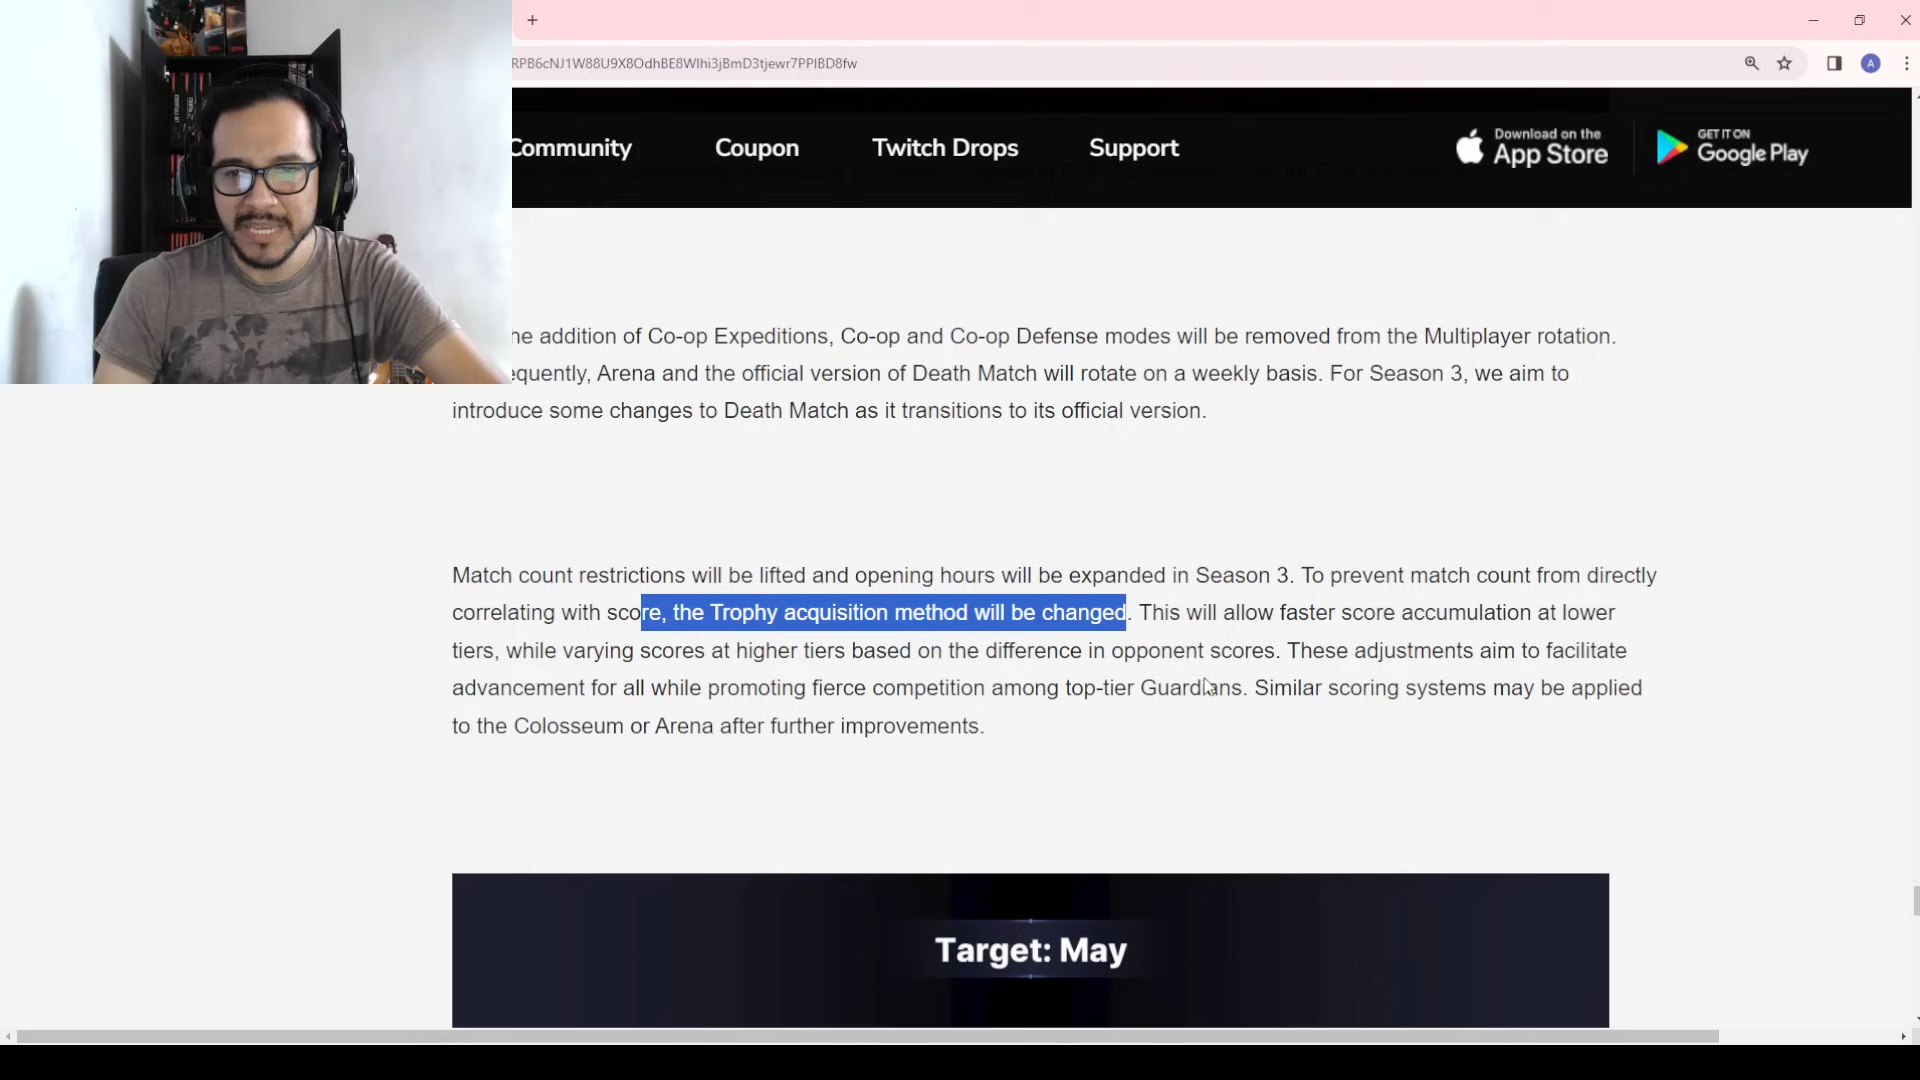 RPB6cNJ1W88U9X8OdhBE8WIhi3jBmD3tjewr7PPIBD8fw
A
Community Coupon Twitch Drops Support
Download on the App Store
GET IT ON Google Play
he addition of Co-op Expeditions, Co-op and Co-op Defense modes will be removed from the Multiplayer rotation.
equently, Arena and the official version of Death Match will rotate on a weekly basis. For Season 3, we aim to
introduce some changes to Death Match as it transitions to its official version.
Match count restrictions will be lifted and opening hours will be expanded in Season 3. To prevent match count from directly
correlating with score, the Trophy acquisition method will be changed. This will allow faster score accumulation at lower
tiers, while varying scores at higher tiers based on the difference in opponent scores. These adjustments aim to facilitate
advancement for all while promoting fierce competition among top-tier Guardians. Similar scoring systems may be applied
to the Colosseum or Arena after further improvements.
Target: May